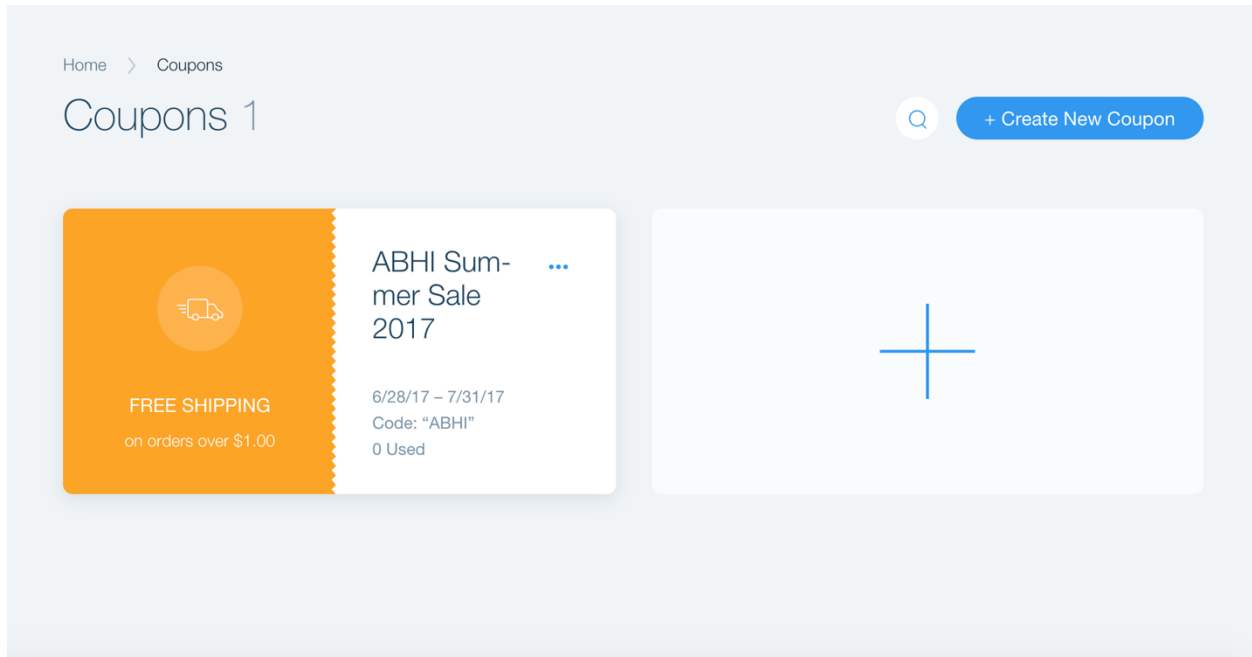 Home > Coupons
Coupons 1
+ Create New Coupon
FREE SHIPPING
on orders over $1.00
ABHI Sum-
mer Sale
2017
6/28/17 – 7/31/17
Code: “ABHI”
0 Used